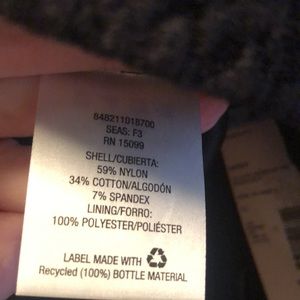 848211018700
SEAS: F3
RN 15099
SHELL/CUBIERTA:
59% NYLON
34% COTTON/ALGODÓN
7% SPANDEX
LINING/FORRO:
100% POLYESTER/POLIÉSTER
LABEL MADE WITH
Recycled (100%) BOTTLE MATERIAL